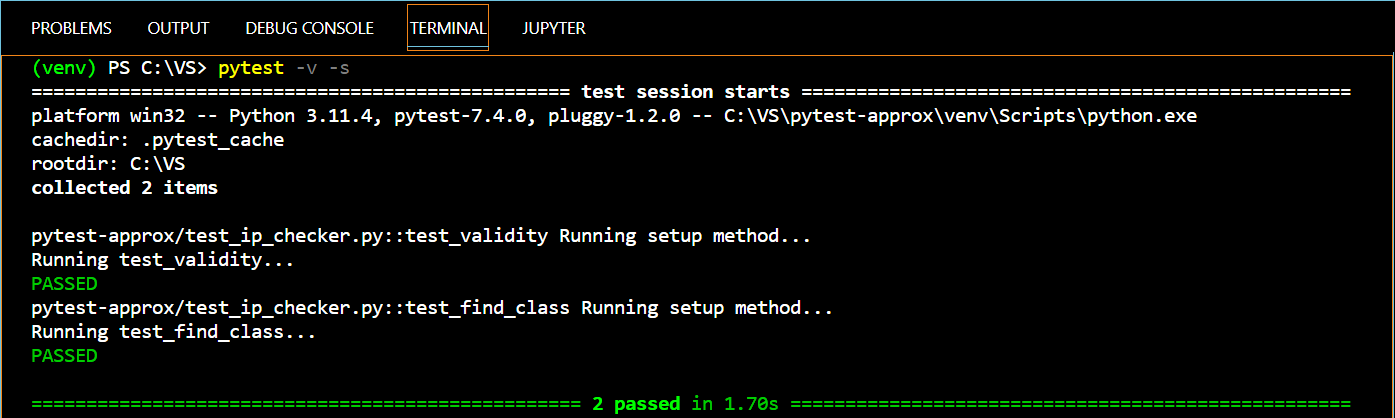 PROBLEMS OUTPUT DEBUG CONSOLE TERMINAL JUPYTER
(venv) PS C:\VS> pytest -v -s
================================================= test session starts ==================================================
platform win32 -- Python 3.11.4, pytest-7.4.0, pluggy-1.2.0 -- C:\VS\pytest-approx\venv\Scripts\python.exe
cachedir: .pytest_cache
rootdir: C:\VS
collected 2 items
pytest-approx/test_ip_checker.py::test_validity Running setup method...
Running test_validity...
PASSED
pytest-approx/test_ip_checker.py::test_find_class Running setup method...
Running test_find_class...
PASSED
================================================== 2 passed in 1.70s ===================================================